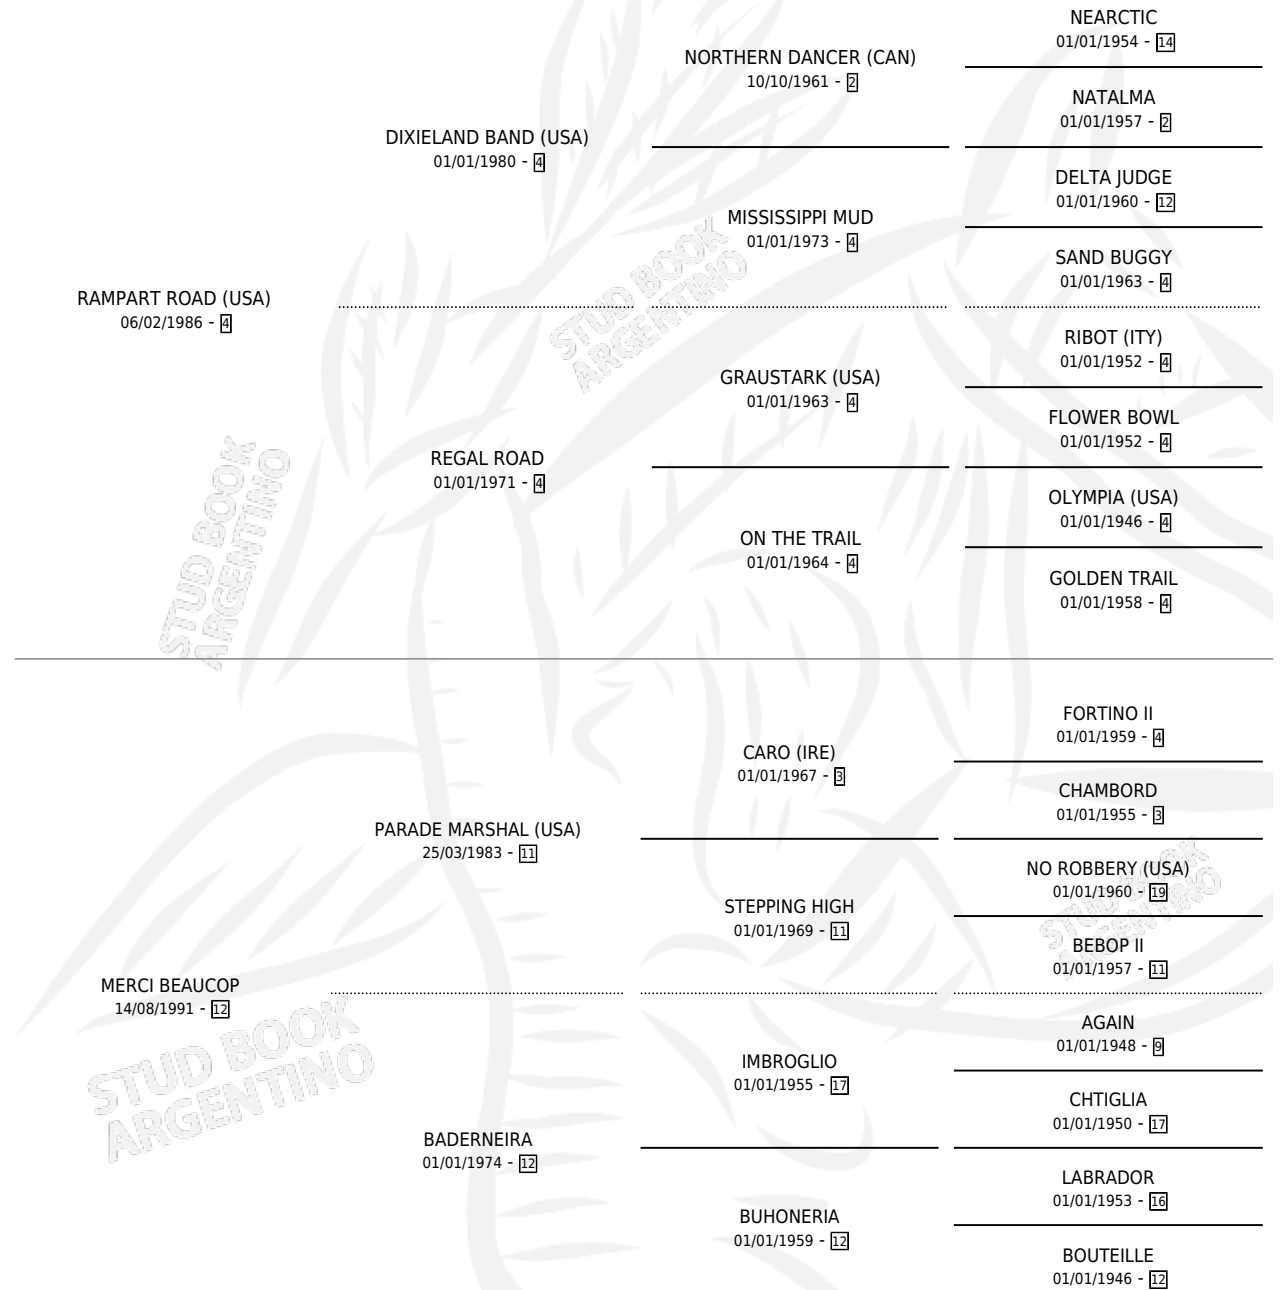 NEARCTIC
01/01/1954 - 14
NORTHERN DANCER (CAN)
10/10/1961 - 2
NATALMA
01/01/1957 - 2
DIXIELAND BAND (USA)
01/01/1980 - 4
DELTA JUDGE
01/01/1960 - 12
MISSISSIPPI MUD
01/01/1973 - 4
SAND BUGGY
01/01/1963 - 4
RAMPART ROAD (USA)
06/02/1986 - 4
RIBOT (ITY)
01/01/1952 - 4
GRAUSTARK (USA)
01/01/1963 - 4
FLOWER BOWL
01/01/1952 - 4
REGAL ROAD
01/01/1971 - 4
OLYMPIA (USA)
01/01/1946 - 4
ON THE TRAIL
01/01/1964 - 4
GOLDEN TRAIL
01/01/1958 - 4
STUD BOOK
ARGENTINO
STUD BOOK
ARGENTINO
FORTINO II
01/01/1959 - 4
CARO (IRE)
01/01/1967 - 3
CHAMBORD
01/01/1955 - 3
PARADE MARSHAL (USA)
25/03/1983 - 11
NO ROBBERY (USA)
01/01/1960 - 19
STEPPING HIGH
01/01/1969 - 11
BEBOP II
01/01/1957 - 11
MERCI BEAUCOP
14/08/1991 - 12
AGAIN
01/01/1948 - 9
IMBROGLIO
01/01/1955 - 17
CHTIGLIA
01/01/1950 - 17
BADERNEIRA
01/01/1974 - 12
LABRADOR
01/01/1953 - 16
BUHONERIA
01/01/1959 - 12
BOUTEILLE
01/01/1946 - 12
STUD BOOK
ARGENTINO
STUD BOOK
ARGENTINO